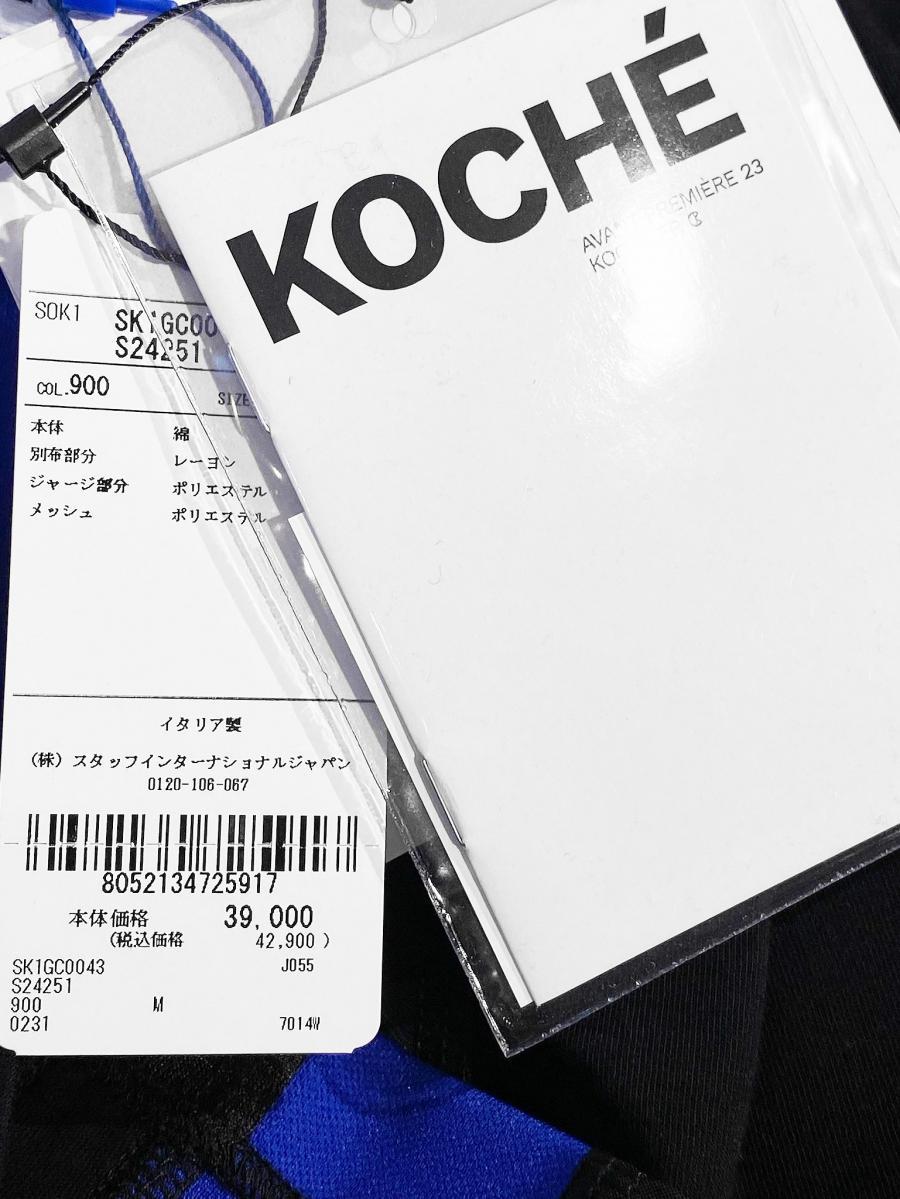 KOCHÉ
PREMIÈRE 23
SOK1
SK1GC00
S24251
COL.900
SIZE
本体 綿
別布部分 レーヨン
ジャージ部分 ポリエステル
メッシュ ポリエステル
イタリア製
(株) スタッフインターナショナルジャパン
0120-106-067
8052134725917
本体価格 39,000
(税込価格 42,900 )
SK1GC0043 J055
S24251
900 M
0231 7014W